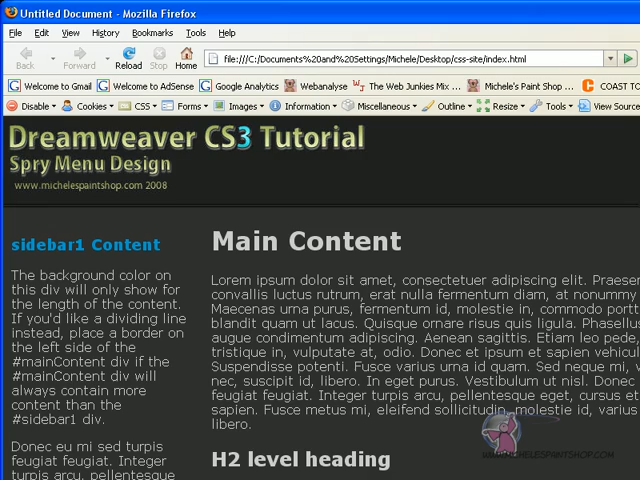 Untitled Document - Mozilla Firefox
File Edit View History Bookmarks Tools Help
Back Forward Reload Stop Home file:///C:/Documents%20and%20Settings/Michele/Desktop/css-site/index.html
Welcome to Gmail Welcome to AdSense Google Analytics Webanalyse The Web Junkies Mix ... Michele's Paint Shop ... COAST TO
Disable Cookies CSS Forms Images Information Miscellaneous Outline Resize Tools View Source
Dreamweaver CS3 Tutorial
Spry Menu Design
www.michelespaintshop.com 2008
sidebar1 Content
The background color on
this div will only show for
the length of the content.
If you'd like a dividing line
instead, place a border on
the left side of the
#mainContent div if the
#mainContent div will
always contain more
content than the
#sidebar1 div.
Donec eu mi sed turpis
feugiat feugiat. Integer
turpis arcu, pellentesque
Main Content
Lorem ipsum dolor sit amet, consectetuer adipiscing elit. Praesen
convallis luctus rutrum, erat nulla fermentum diam, at nonummy
Maecenas urna purus, fermentum id, molestie in, commodo portt
blandit quam ut lacus. Quisque ornare risus quis ligula. Phasellus
augue condimentum adipiscing. Aenean sagittis. Etiam leo pede,
tristique in, vulputate at, odio. Donec et ipsum et sapien vehicul
Suspendisse potenti. Fusce varius urna id quam. Sed neque mi, v
nec, suscipit id, libero. In eget purus. Vestibulum ut nisl. Donec
feugiat feugiat. Integer turpis arcu, pellentesque eget, cursus et
sapien. Fusce metus mi, eleifend sollicitudin, molestie id, varius
libero.
H2 level heading
WWW.MICHELESPAINTSHOP.COM